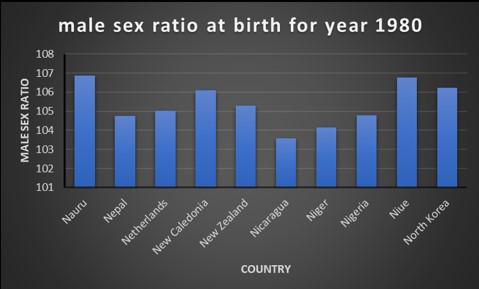 male sex ratio at birth for year 1980
MALE SEX RATIO
108
107
106
105
104
103
102
101
Nauru
Nepal
Netherlands
New Caledonia
New Zealand
Nicaragua
Niger
Nigeria
Niue
North Korea
COUNTRY